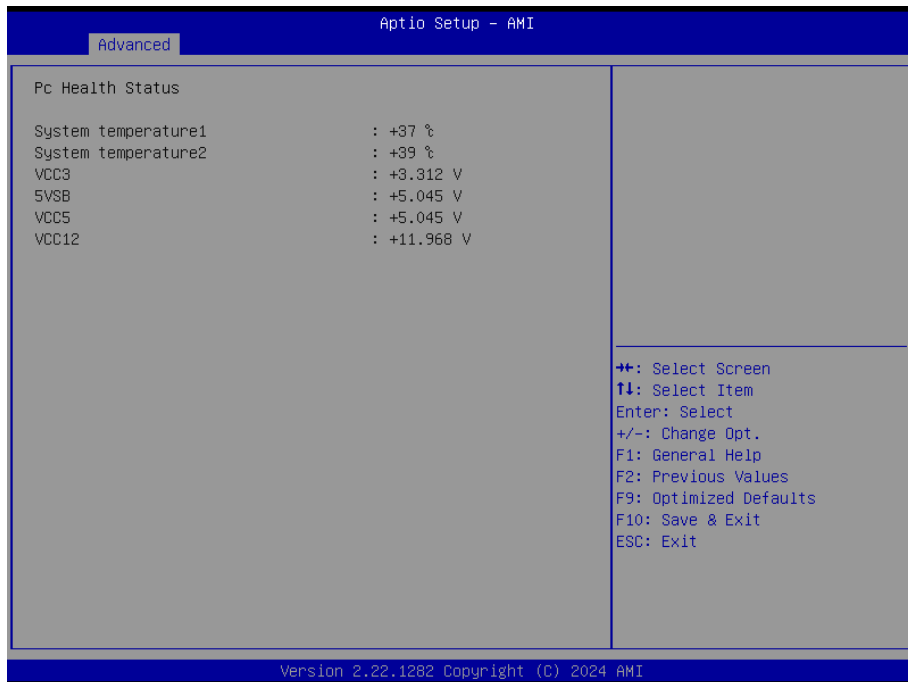 Aptio Setup - AMI
Advanced
Pc Health Status
System temperature1 : +37 ℃
System temperature2 : +39 ℃
VCC3 : +3.312 V
5VSB : +5.045 V
VCC5 : +5.045 V
VCC12 : +11.968 V
→←: Select Screen
↑↓: Select Item
Enter: Select
+/-: Change Opt.
F1: General Help
F2: Previous Values
F9: Optimized Defaults
F10: Save & Exit
ESC: Exit
Version 2.22.1282 Copyright (C) 2024 AMI